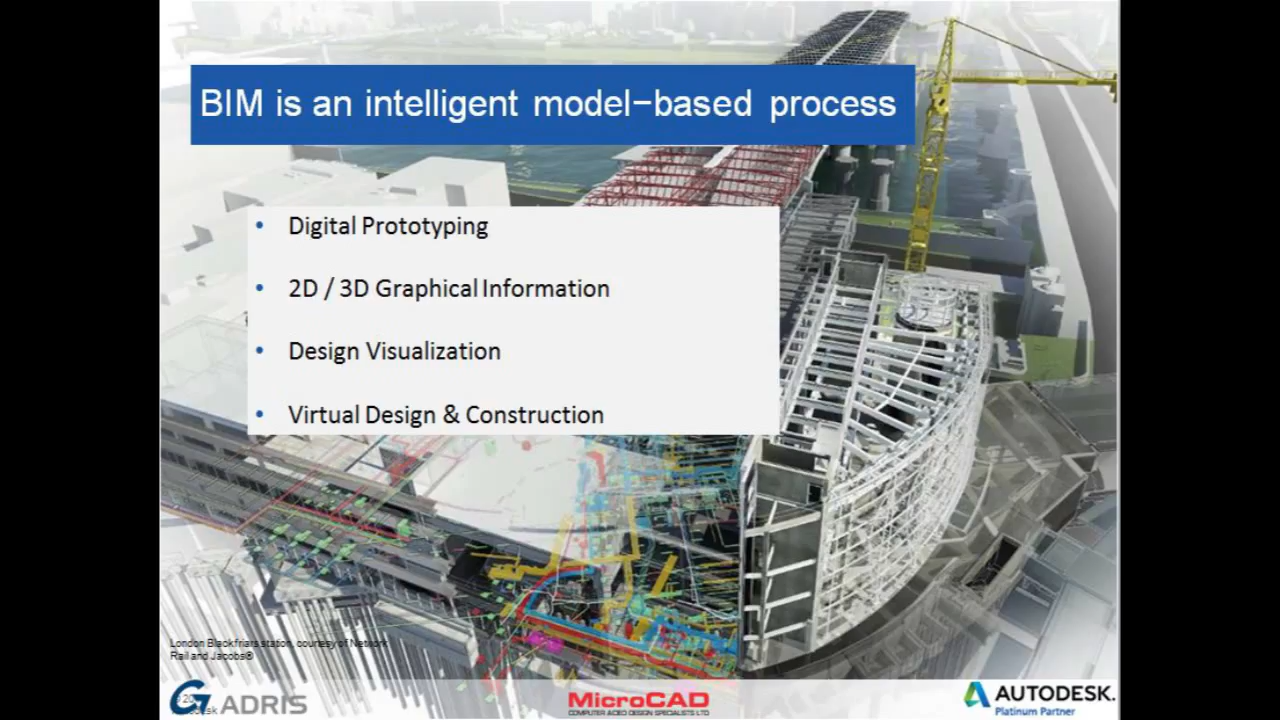 BIM is an intelligent model-based process
• Digital Prototyping
• 2D / 3D Graphical Information
• Design Visualization
• Virtual Design & Construction
London Blackfriars station, courtesy of Network
Rail and Jacobs®
ADRIS
MicroCAD
COMPUTER AIDED DESIGN SPECIALISTS LTD
AUTODESK.
Platinum Partner